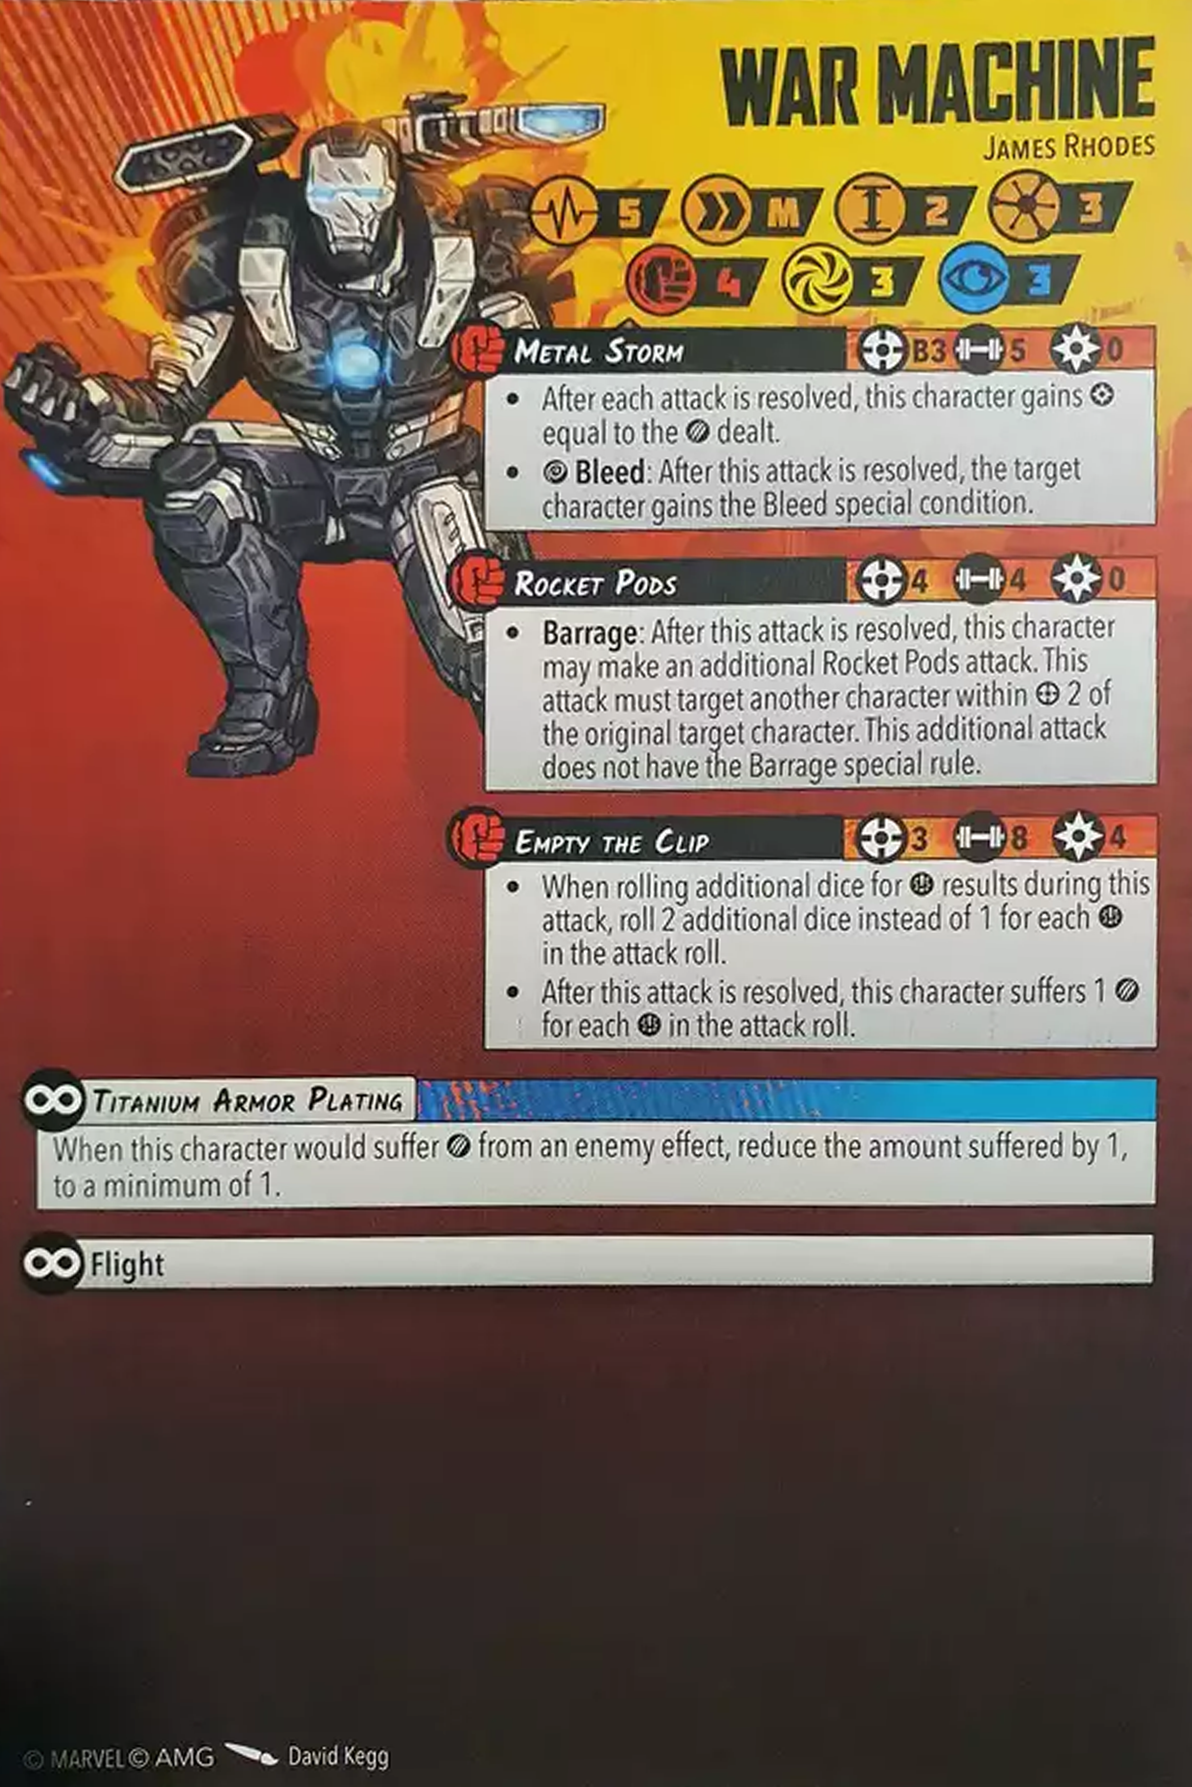 WAR MACHINE
JAMES RHODES
5 M 2 3
4 3 3
METAL STORM B3 5 0
• After each attack is resolved, this character gains
equal to the dealt.
• Bleed: After this attack is resolved, the target
character gains the Bleed special condition.
ROCKET PODS 4 4 0
• Barrage: After this attack is resolved, this character
may make an additional Rocket Pods attack. This
attack must target another character within 2 of
the original target character. This additional attack
does not have the Barrage special rule.
EMPTY THE CLIP 3 8 4
• When rolling additional dice for results during this
attack, roll 2 additional dice instead of 1 for each
in the attack roll.
• After this attack is resolved, this character suffers 1
for each in the attack roll.
TITANIUM ARMOR PLATING
When this character would suffer from an enemy effect, reduce the amount suffered by 1,
to a minimum of 1.
Flight
© MARVEL © AMG David Kegg